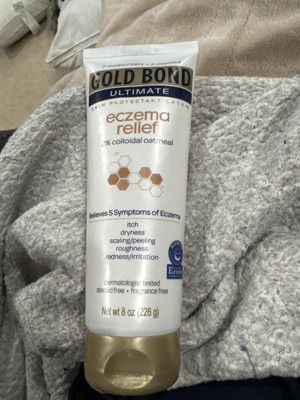 GOLD BOND
ULTIMATE
SKIN PROTECTANT LOTION
eczema
relief
2% colloidal oatmeal
Relieves 5 Symptoms of Eczema
itch
dryness
scaling/peeling
roughness
redness/irritation
dermatologist tested
steroid free • fragrance free
Net wt 8 oz (226g)